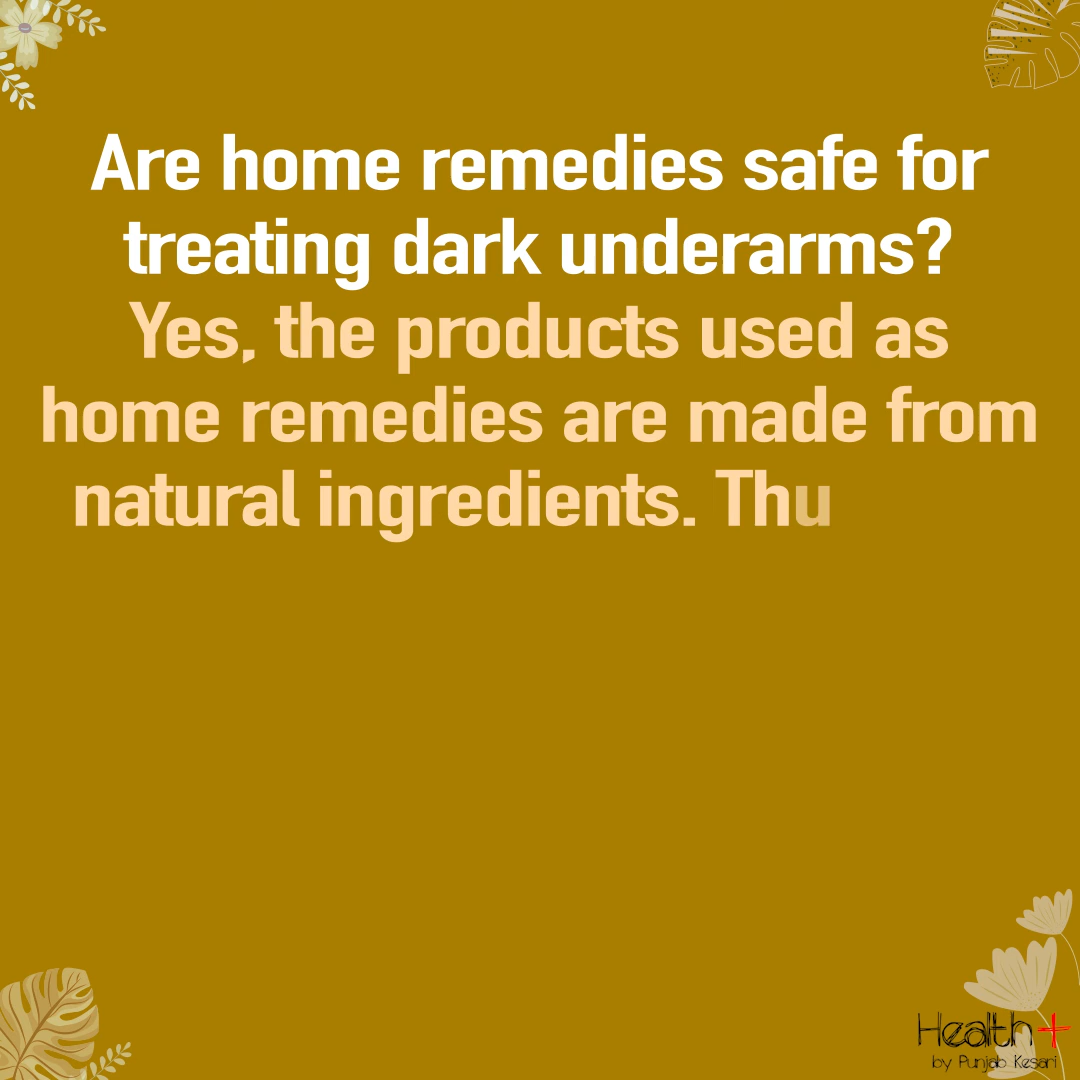 Are home remedies safe for
treating dark underarms?
Yes, the products used as
home remedies are made from
natural ingredients. Thu
Health+
by Punjab Kesari